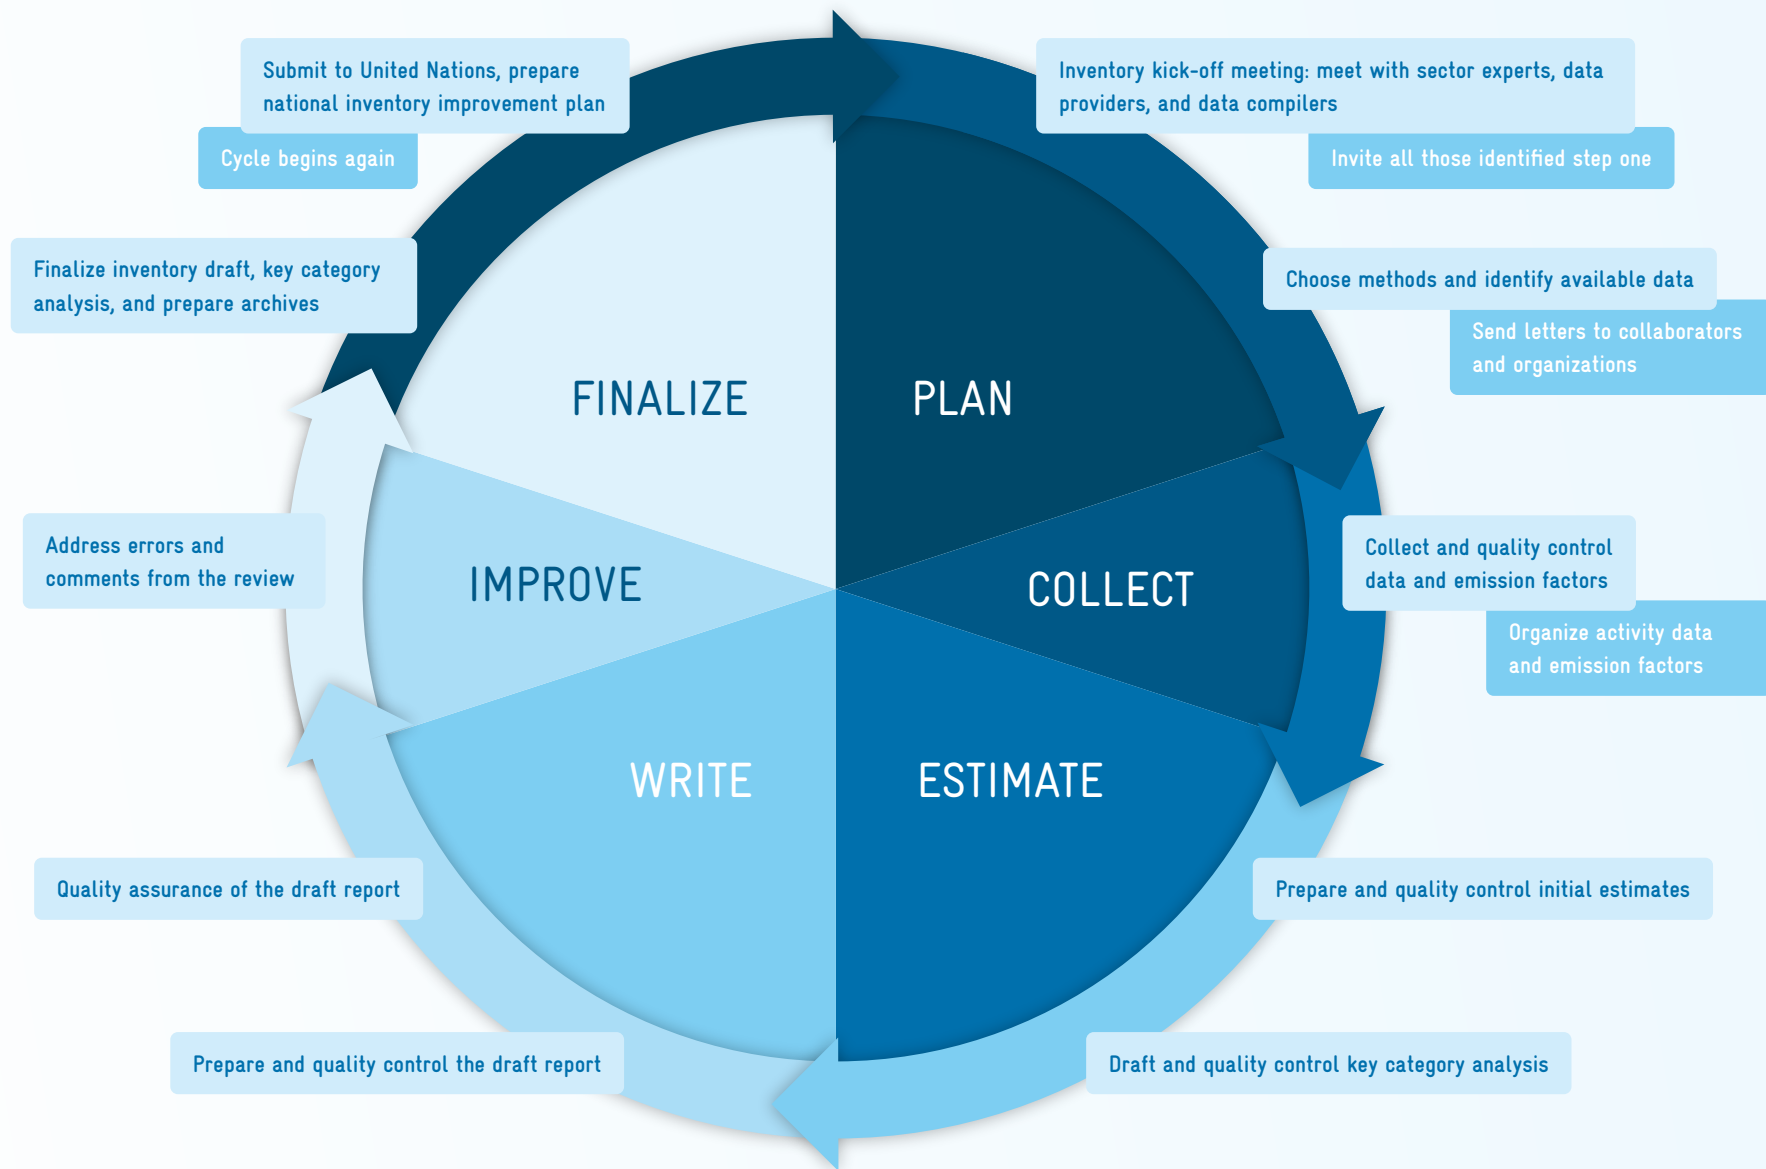 Submit to United Nations, prepare
national inventory improvement plan
Cycle begins again
Inventory kick-off meeting: meet with sector experts, data
providers, and data compilers
Invite all those identified step one
Finalize inventory draft, key category
analysis, and prepare archives
Choose methods and identify available data
Send letters to collaborators
and organizations
FINALIZE
PLAN
Address errors and
comments from the review
IMPROVE
COLLECT
Collect and quality control
data and emission factors
Organize activity data
and emission factors
WRITE
ESTIMATE
Quality assurance of the draft report
Prepare and quality control initial estimates
Prepare and quality control the draft report
Draft and quality control key category analysis